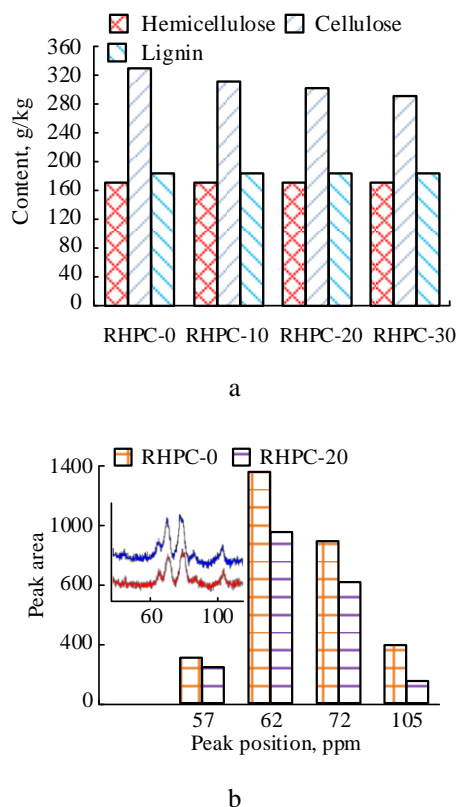 Hemicellulose Cellulose
Lignin
360
320
280
240
200
160
120
80
40
0
Content, g/kg
RHPC-0 RHPC-10 RHPC-20 RHPC-30
a
RHPC-0 RHPC-20
1400
1000
600
400
0
Peak area
60 100
57 62 72 105
Peak position, ppm
b